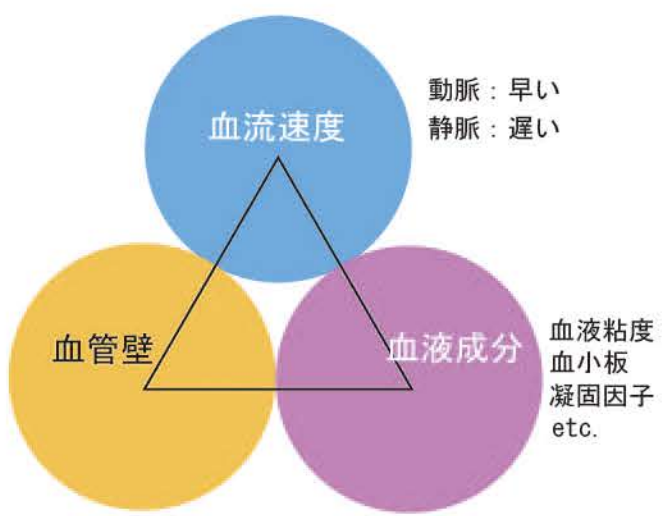 血流速度
動脈：早い
静脈：遅い
血管壁
血液成分
血液粘度
血小板
凝固因子
etc.